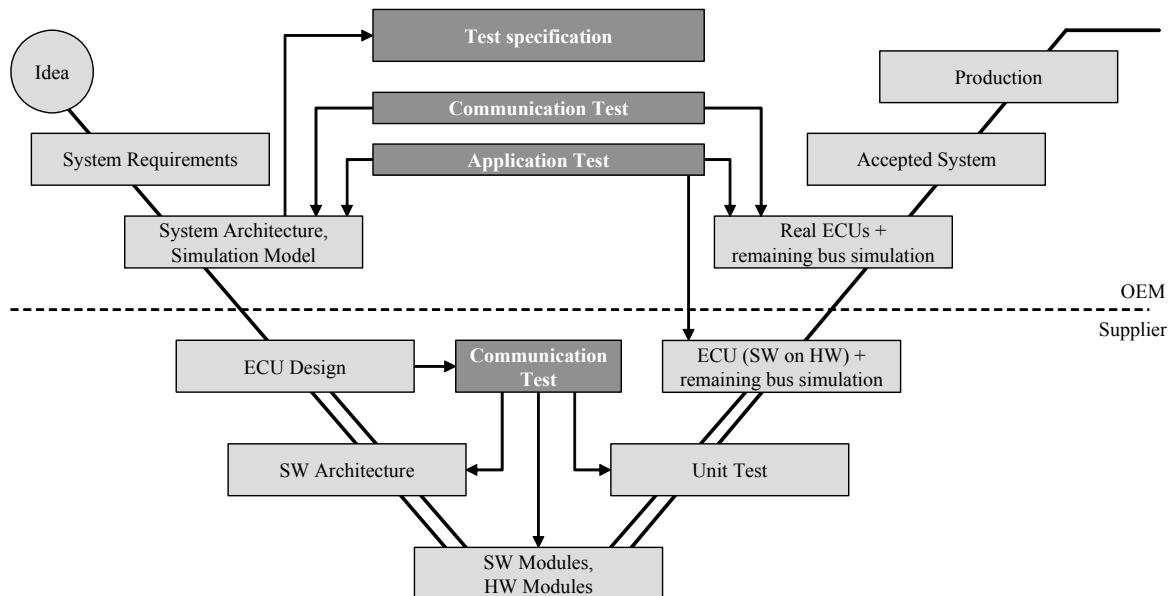 Test specification
Idea
Production
Communication Test
System Requirements
Application Test
Accepted System
System Architecture,
Simulation Model
Real ECUs +
remaining bus simulation
OEM
Supplier
ECU Design
Communication
Test
ECU (SW on HW) +
remaining bus simulation
SW Architecture
Unit Test
SW Modules,
HW Modules